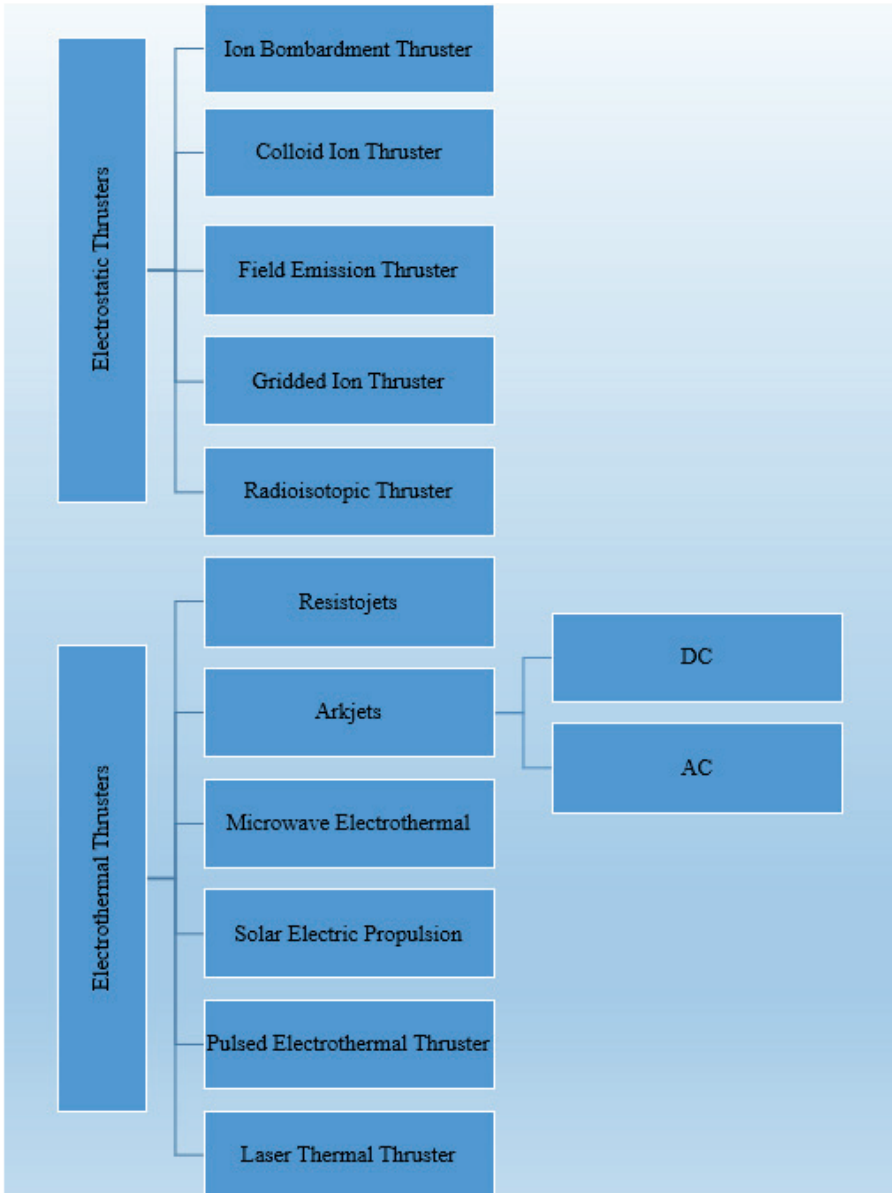 Electrostatic Thrusters
Ion Bombardment Thruster
Colloid Ion Thruster
Field Emission Thruster
Gridded Ion Thruster
Radioisotopic Thruster
Electrothermal Thrusters
Resistojets
Arkjets
DC
AC
Microwave Electrothermal
Solar Electric Propulsion
Pulsed Electrothermal Thruster
Laser Thermal Thruster